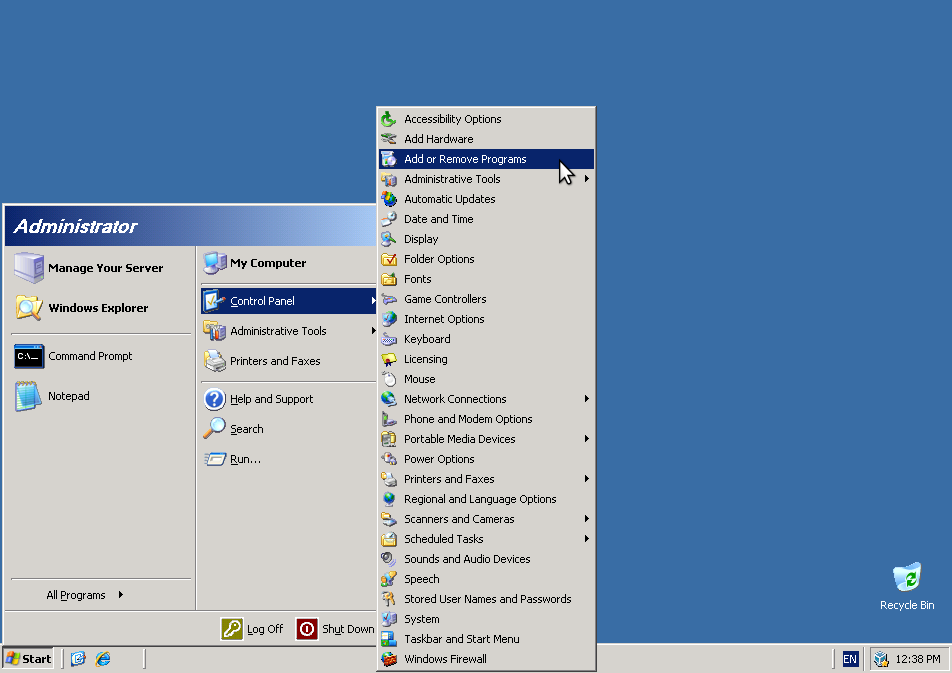 Administrator
Manage Your Server
Windows Explorer
C:\_
Command Prompt
Notepad
All Programs
My Computer
Control Panel
Administrative Tools
Printers and Faxes
Help and Support
Search
Run...
Log Off
Shut Down
Accessibility Options
Add Hardware
Add or Remove Programs
Administrative Tools
Automatic Updates
Date and Time
Display
Folder Options
Fonts
Game Controllers
Internet Options
Keyboard
Licensing
Mouse
Network Connections
Phone and Modem Options
Portable Media Devices
Power Options
Printers and Faxes
Regional and Language Options
Scanners and Cameras
Scheduled Tasks
Sounds and Audio Devices
Speech
Stored User Names and Passwords
System
Taskbar and Start Menu
Windows Firewall
Recycle Bin
Start
EN
12:38 PM